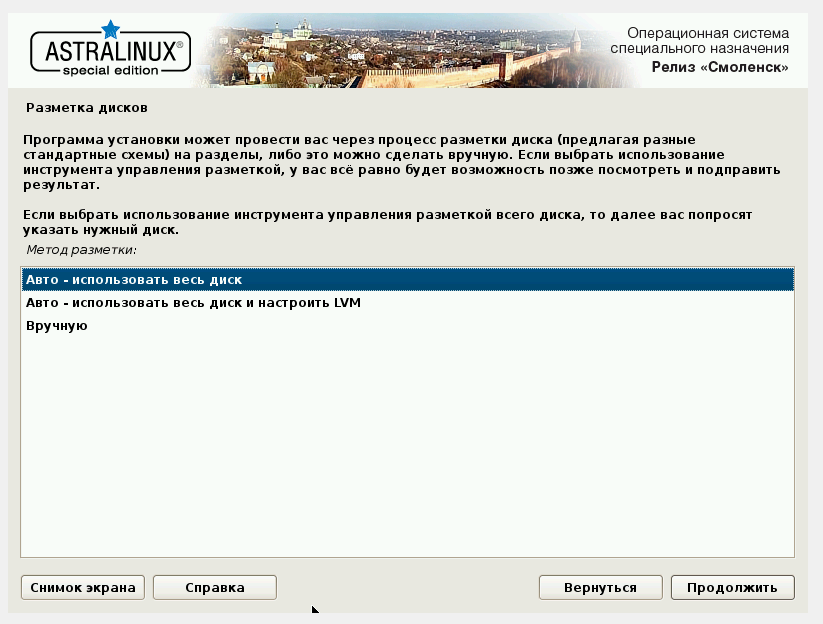 ASTRALINUX®
special edition
Операционная система
специального назначения
Релиз «Смоленск»
Разметка дисков
Программа установки может провести вас через процесс разметки диска (предлагая разные
стандартные схемы) на разделы, либо это можно сделать вручную. Если выбрать использование
инструмента управления разметкой, у вас всё равно будет возможность позже посмотреть и подправить
результат.
Если выбрать использование инструмента управления разметкой всего диска, то далее вас попросят
указать нужный диск.
Метод разметки:
Авто - использовать весь диск
Авто - использовать весь диск и настроить LVM
Вручную
Снимок экрана
Справка
Вернуться
Продолжить